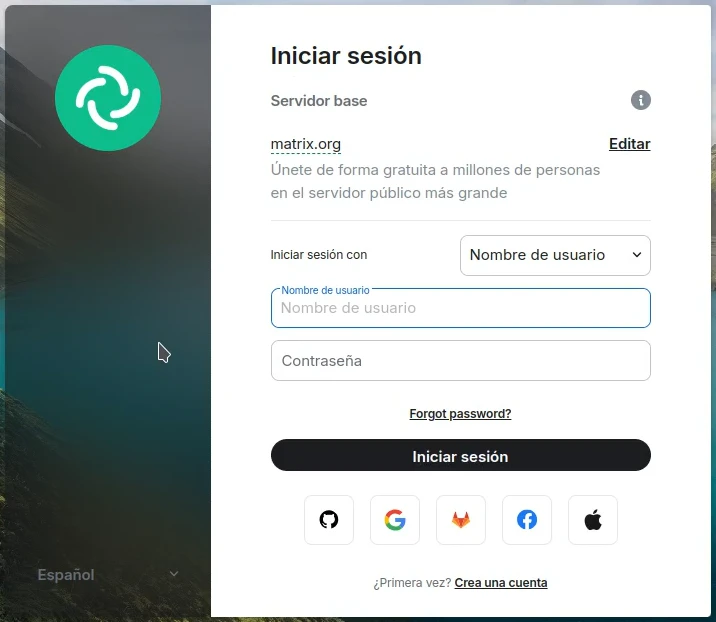 Iniciar sesión
Servidor base
matrix.org
Editar
Únete de forma gratuita a millones de personas
en el servidor público más grande
Iniciar sesión con
Nombre de usuario
Nombre de usuario
Nombre de usuario
Contraseña
Forgot password?
Iniciar sesión
Español
¿Primera vez? Crea una cuenta